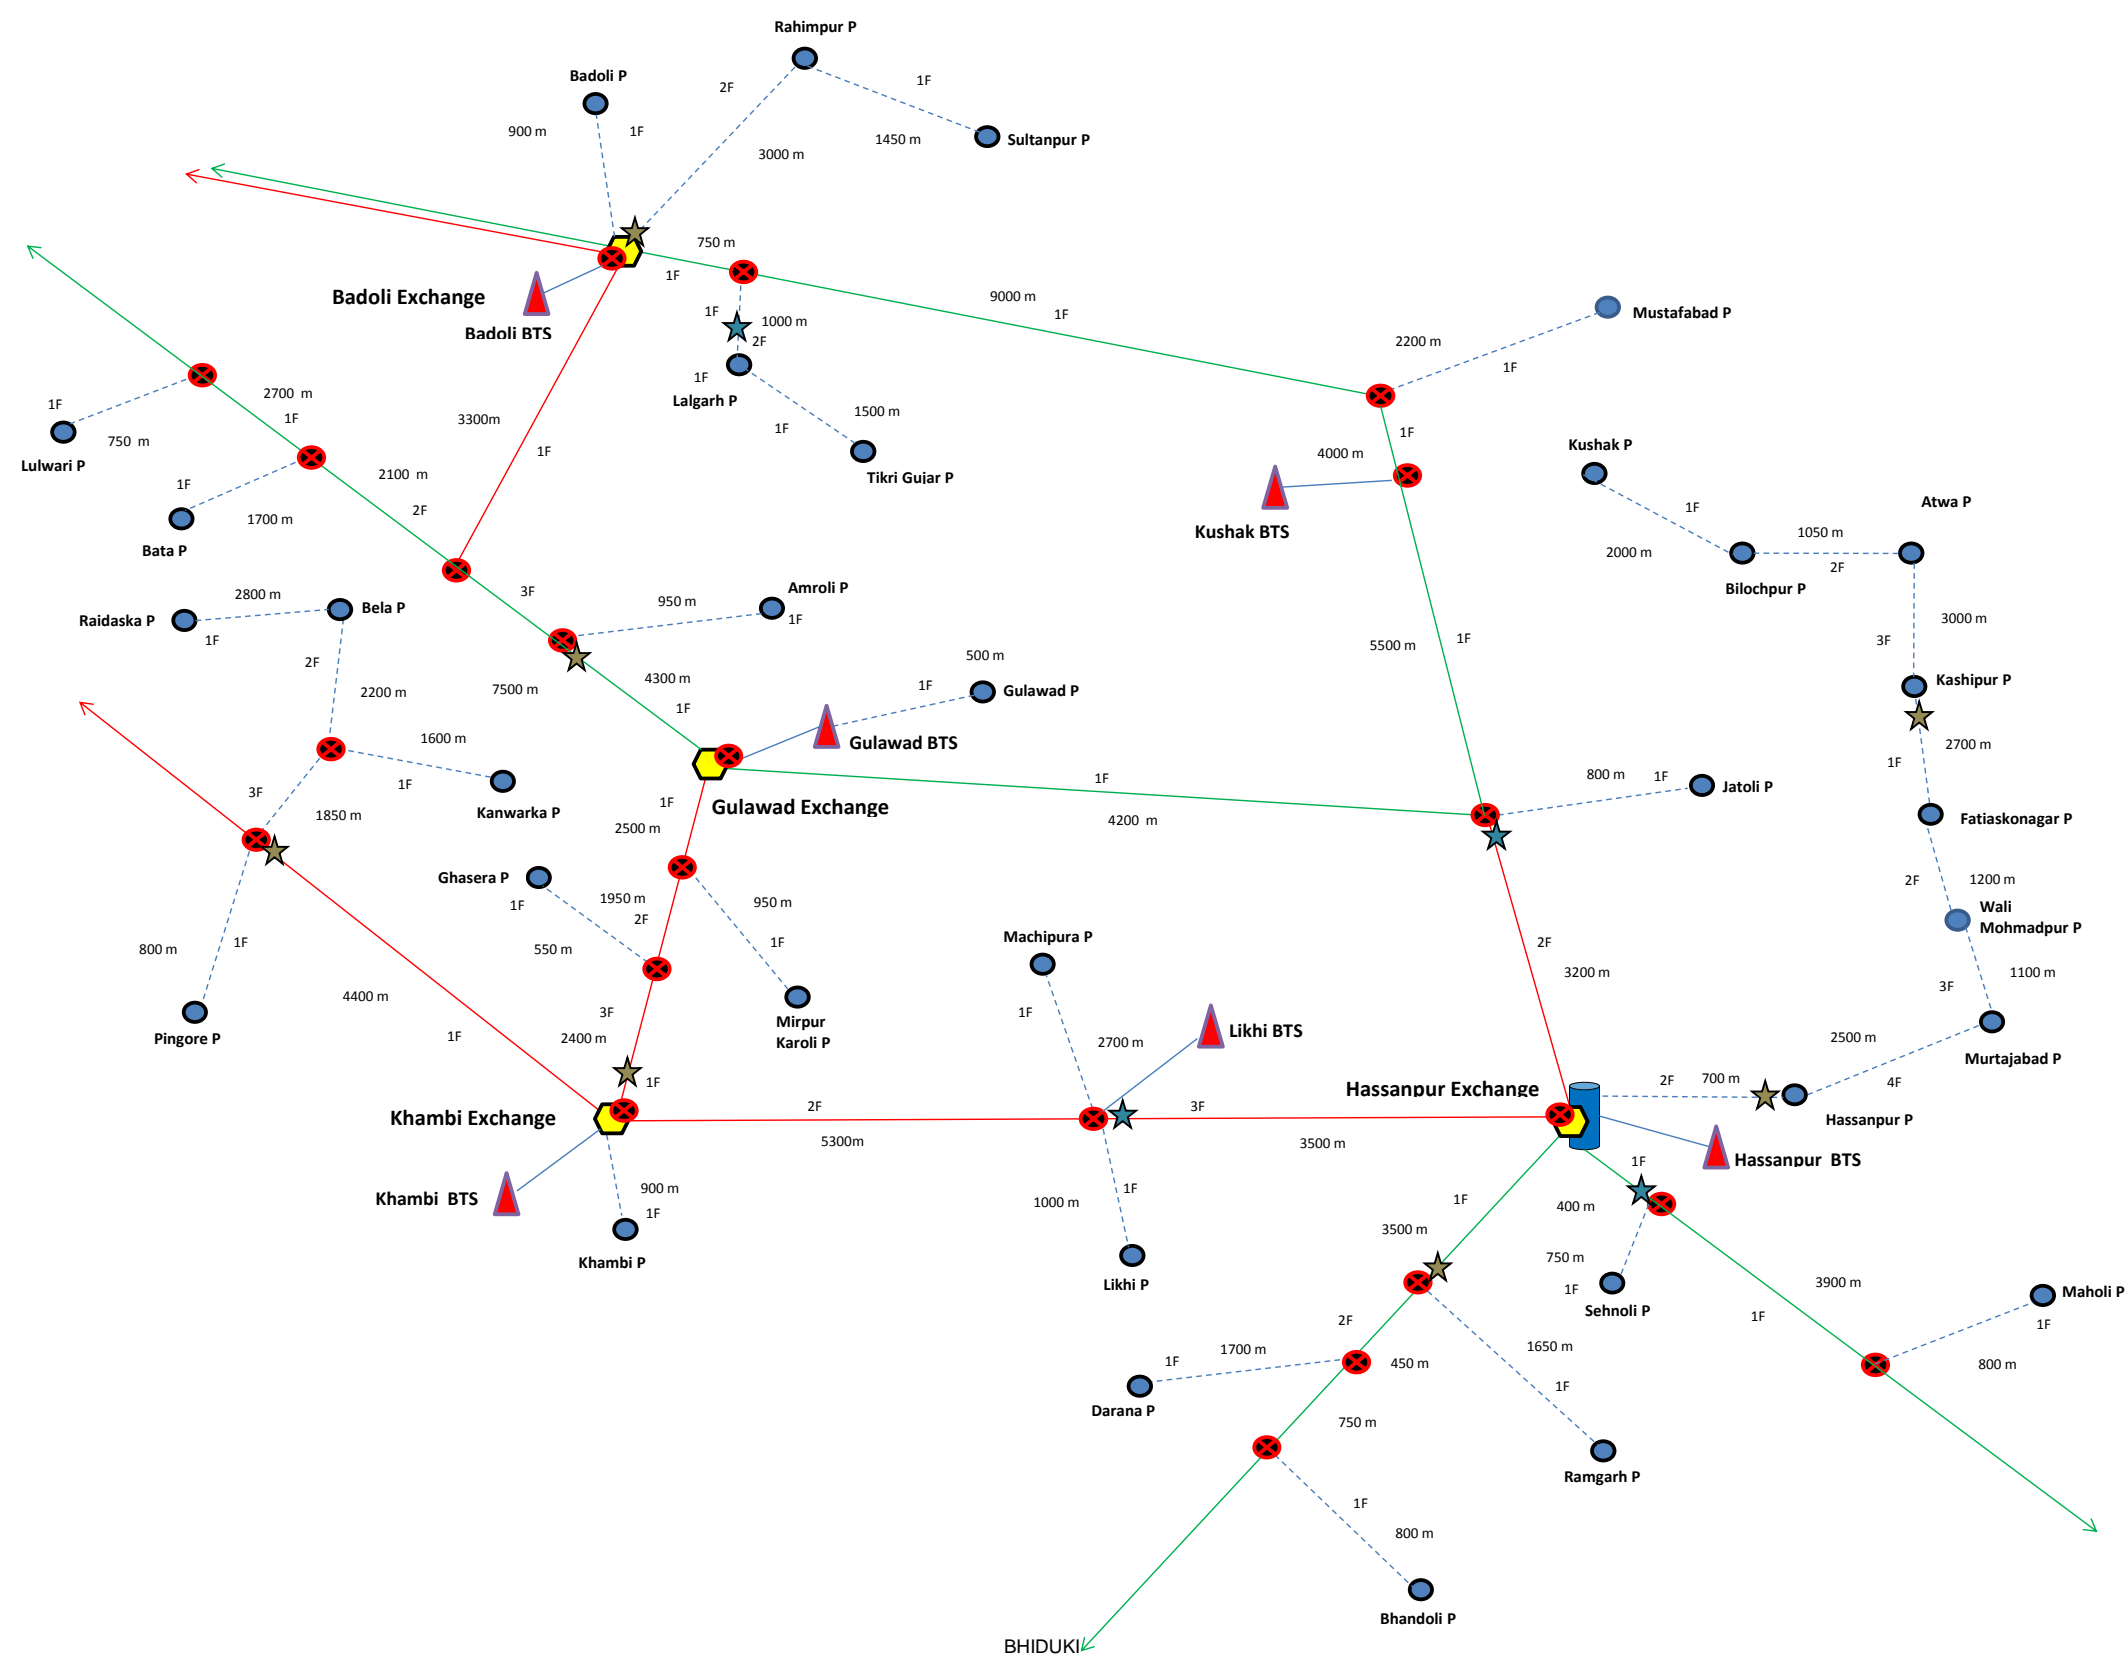 Rahimpur P
Badoli P
2F
1F
900 m
1F
1450 m
Sultanpur P
3000 m
750 m
1F
Badoli Exchange
Badoli BTS
9000 m
1F
1F
1000 m
2F
1F
Lalgarh P
1500 m
1F
Tikri Gujar P
Mustafabad P
2200 m
1F
1F
4000 m
Kushak BTS
Kushak P
1F
2000 m
Bilochpur P
1050 m
2F
Atwa P
3000 m
3F
Kashipur P
2700 m
1F
Fatiaskonagar P
2F
1200 m
Wali
Mohmadpur P
1100 m
3F
Murtajabad P
2500 m
4F
2F
700 m
Hassanpur P
2700 m
1F
1F
750 m
Lulwari P
2100 m
2F
1F
1700 m
Bata P
3300m
1F
2800 m
Bela P
Raidaska P
1F
2F
2200 m
3F
Amroli P
950 m
1F
7500 m
4300 m
1F
500 m
1F
Gulawad P
Gulawad BTS
5500 m
1F
1600 m
1F
Kanwarka P
3F
1850 m
1F
2500 m
Gulawad Exchange
1F
4200 m
800 m
1F
Jatoli P
Ghasera P
1F
1950 m
2F
550 m
950 m
1F
Mirpur
Karoli P
800 m
1F
Pingore P
4400 m
1F
3F
2400 m
1F
Machipura P
1F
2700 m
Likhi BTS
2F
3200 m
Hassanpur Exchange
Khambi Exchange
2F
5300m
3F
3500 m
Hassanpur BTS
Khambi BTS
900 m
1F
Khambi P
1000 m
1F
Likhi P
1F
3500 m
1F
400 m
750 m
1F
Sehnoli P
3900 m
1F
Maholi P
1F
800 m
2F
450 m
1F
1700 m
Darana P
1650 m
1F
Ramgarh P
750 m
1F
800 m
Bhandoli P
BHIDUKI